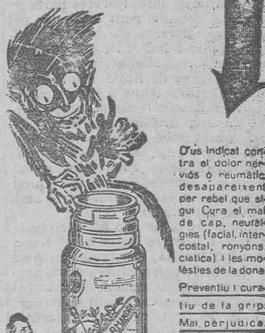 D'us indicat con-
tra el dolor ner-
viós o reumàtic
desapareixent
per rebel que si-
gui Cura el mal
de cap, neuràl-
gies (facial, inter-
costal, ronyons
ciàtica) i les mo-
lèsties de la dona
Preventiu i cura-
tiu de la grip.
Mai perjudica